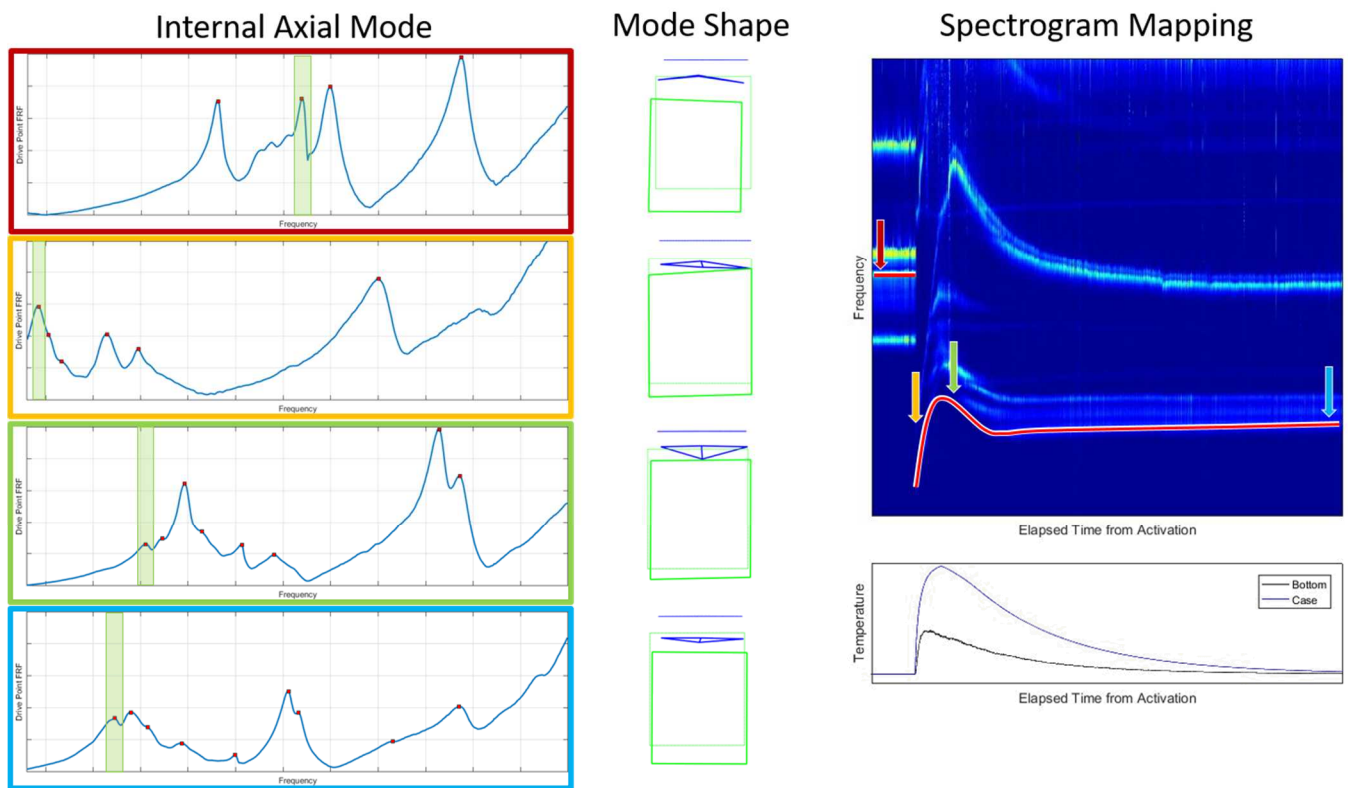 Internal Axial Mode
Mode Shape
Spectrogram Mapping
Drive Point FRF
Frequency
Drive Point FRF
Frequency
Drive Point FRF
Frequency
Drive Point FRF
Frequency
Frequency
Elapsed Time from Activation
Temperature
Bottom
Case
Elapsed Time from Activation